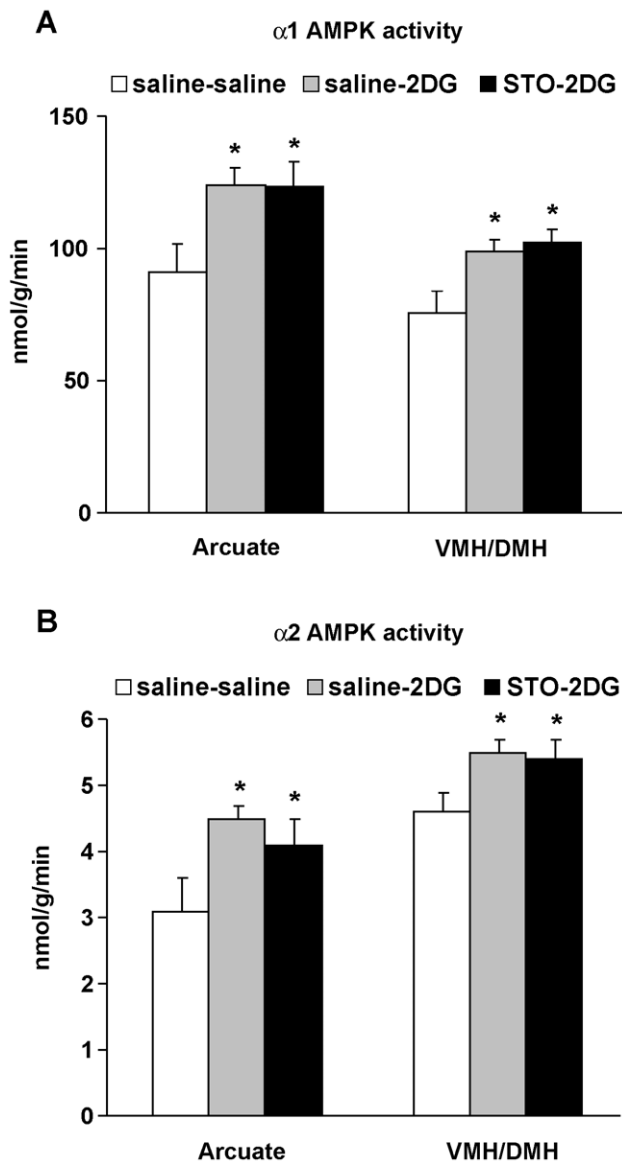 A
α1 AMPK activity
saline-saline saline-2DG STO-2DG
150
* *
* *
100
50
0
nmol/g/min
Arcuate VMH/DMH
B
α2 AMPK activity
saline-saline saline-2DG STO-2DG
6
* *
5
* *
4
3
2
1
0
nmol/g/min
Arcuate VMH/DMH